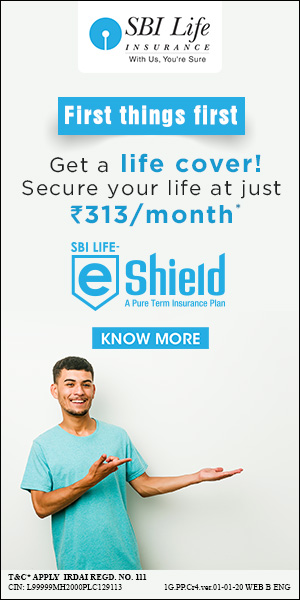 SBI Life
INSURANCE
With Us, You're Sure
First things first
Get a life cover!
Secure your life at just
₹313/month*
SBI LIFE-
eShield
A Pure Term Insurance Plan
KNOW MORE
T&C* APPLY IRDAI REGD. NO. 111
CIN: L99999MH2000PLC129113 1G.PP.Cr4.ver.01-01-20 WEB B ENG